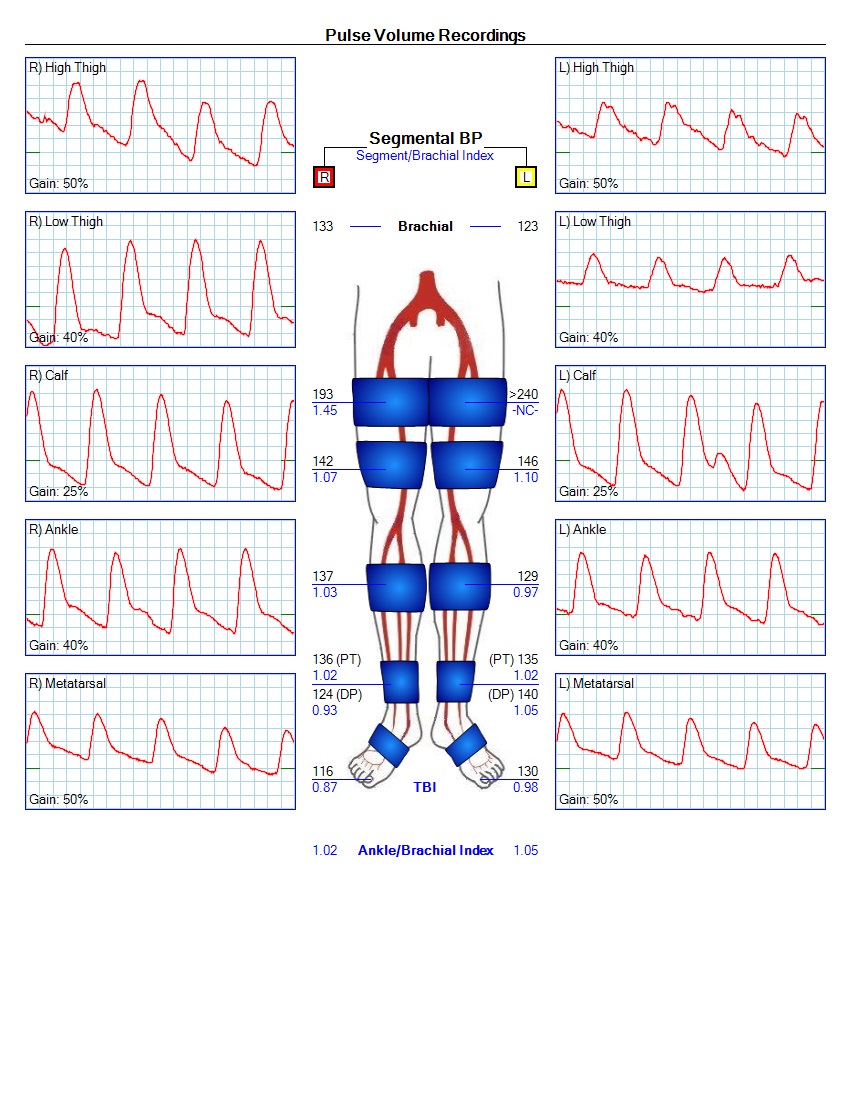 Pulse Volume Recordings
R) High Thigh
Gain: 50%
L) High Thigh
Gain: 50%
Segmental BP
Segment/Brachial Index
R
L
133 Brachial 123
R) Low Thigh
Gain: 40%
L) Low Thigh
Gain: 40%
R) Calf
Gain: 25%
L) Calf
Gain: 25%
193 >240
1.45 -NC-
142 146
1.07 1.10
R) Ankle
Gain: 40%
L) Ankle
Gain: 40%
137 129
1.03 0.97
136 (PT) (PT) 135
1.02 1.02
124 (DP) (DP) 140
0.93 1.05
R) Metatarsal
Gain: 50%
L) Metatarsal
Gain: 50%
116 130
0.87 TBI 0.98
1.02 Ankle/Brachial Index 1.05